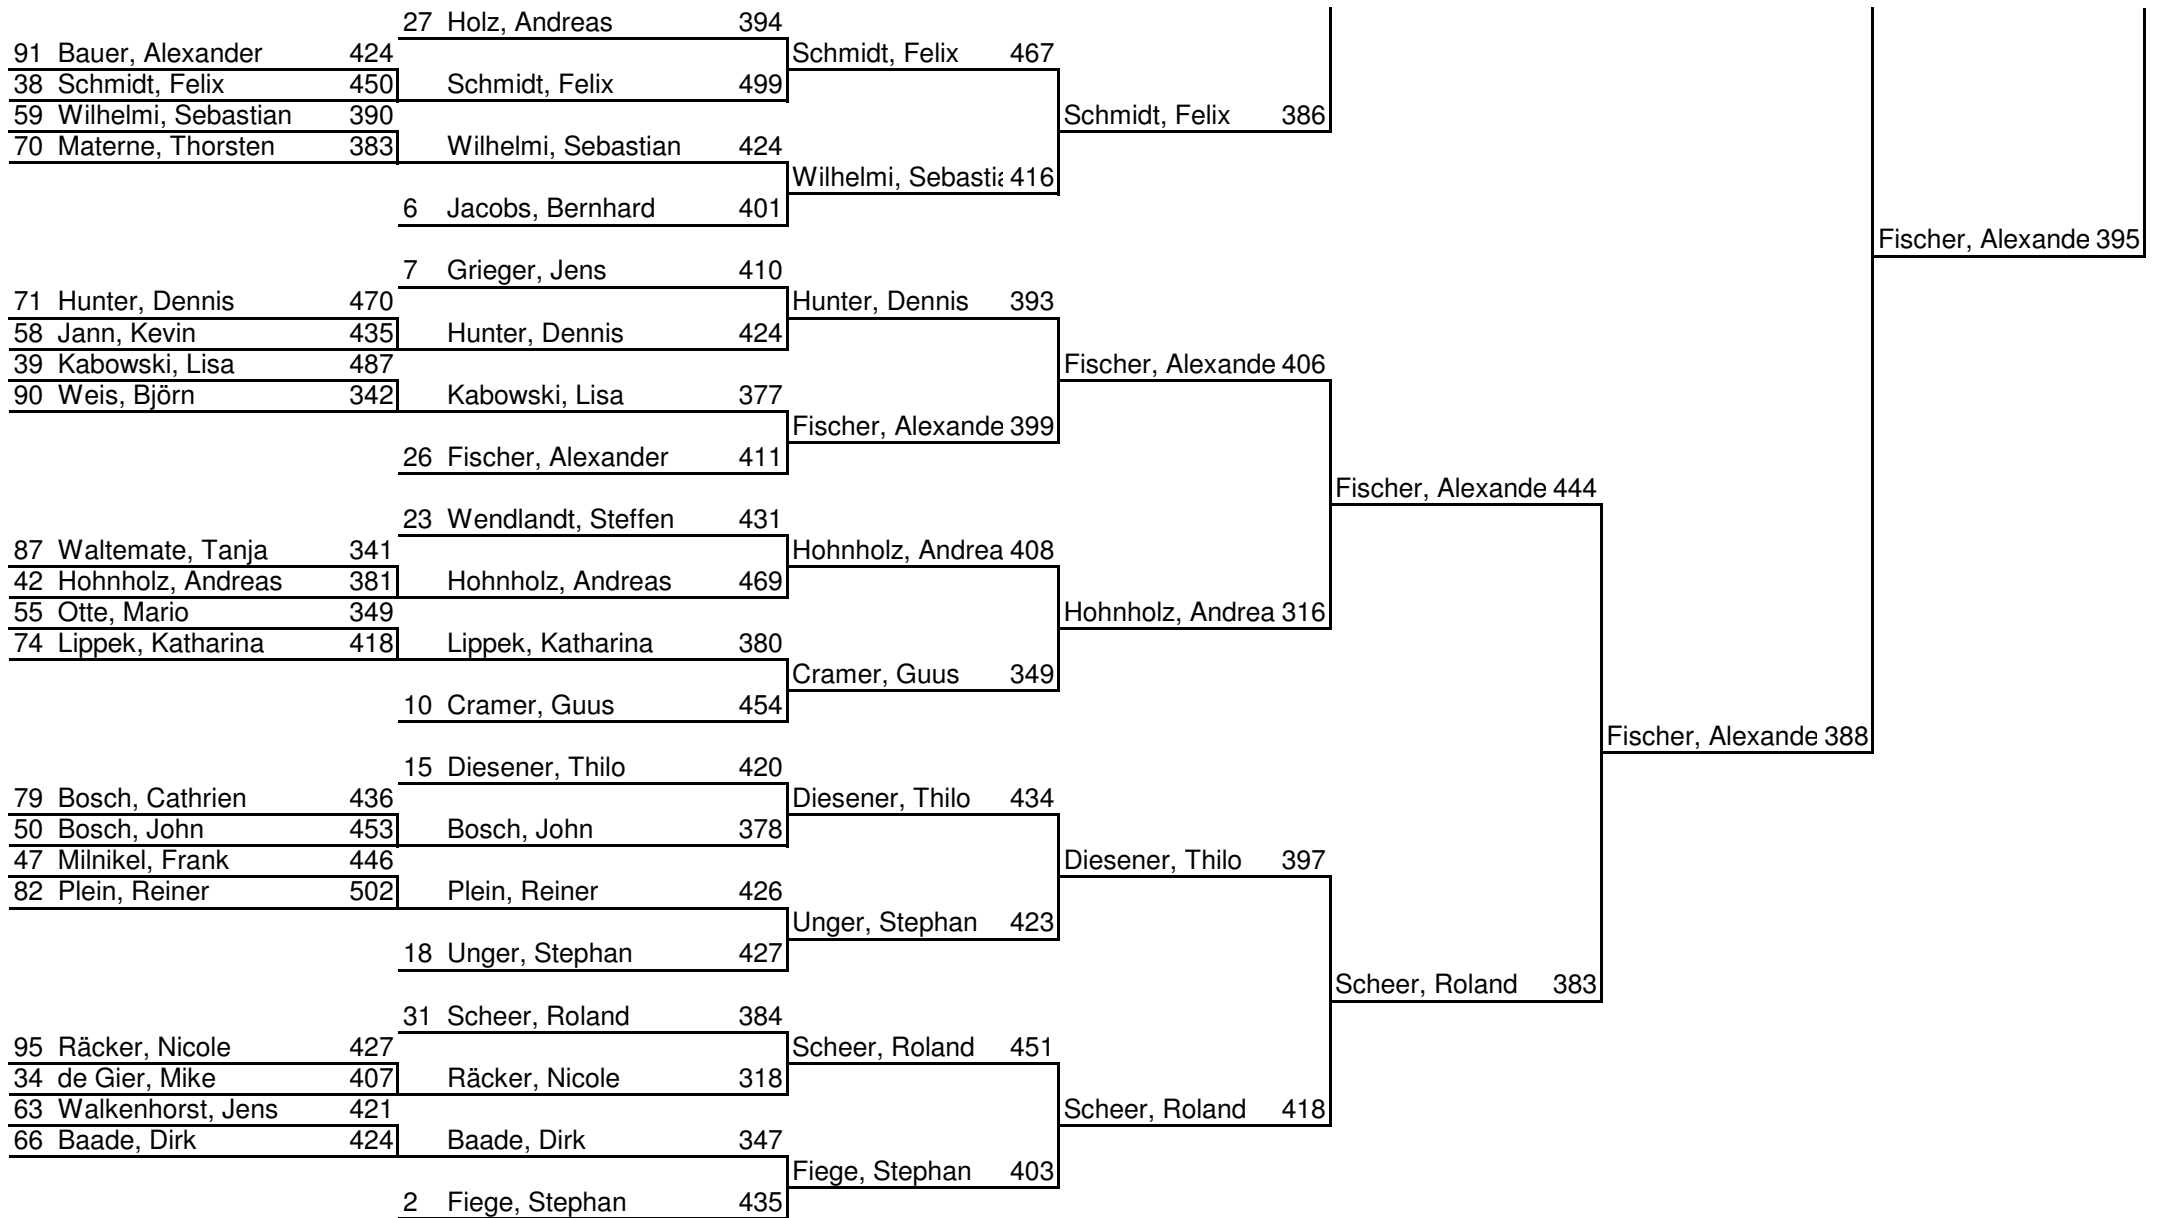 27 Holz, Andreas 394
91 Bauer, Alexander 424 Schmidt, Felix 467
38 Schmidt, Felix 450 Schmidt, Felix 499
59 Wilhelmi, Sebastian 390 Schmidt, Felix 386
70 Materne, Thorsten 383 Wilhelmi, Sebastian 424
Wilhelmi, Sebastia 416
6 Jacobs, Bernhard 401
Fischer, Alexande 395
7 Grieger, Jens 410
71 Hunter, Dennis 470 Hunter, Dennis 393
58 Jann, Kevin 435 Hunter, Dennis 424
39 Kabowski, Lisa 487 Fischer, Alexande 406
90 Weis, Björn 342 Kabowski, Lisa 377
Fischer, Alexande 399
26 Fischer, Alexander 411
Fischer, Alexande 444
23 Wendlandt, Steffen 431
87 Waltemate, Tanja 341 Hohnholz, Andrea 408
42 Hohnholz, Andreas 381 Hohnholz, Andreas 469
55 Otte, Mario 349 Hohnholz, Andrea 316
74 Lippek, Katharina 418 Lippek, Katharina 380
Cramer, Guus 349
10 Cramer, Guus 454
Fischer, Alexande 388
15 Diesener, Thilo 420
79 Bosch, Cathrien 436 Diesener, Thilo 434
50 Bosch, John 453 Bosch, John 378
47 Milnikel, Frank 446 Diesener, Thilo 397
82 Plein, Reiner 502 Plein, Reiner 426
Unger, Stephan 423
18 Unger, Stephan 427
Scheer, Roland 383
31 Scheer, Roland 384
95 Räcker, Nicole 427 Scheer, Roland 451
34 de Gier, Mike 407 Räcker, Nicole 318
63 Walkenhorst, Jens 421 Scheer, Roland 418
66 Baade, Dirk 424 Baade, Dirk 347
Fiege, Stephan 403
2 Fiege, Stephan 435